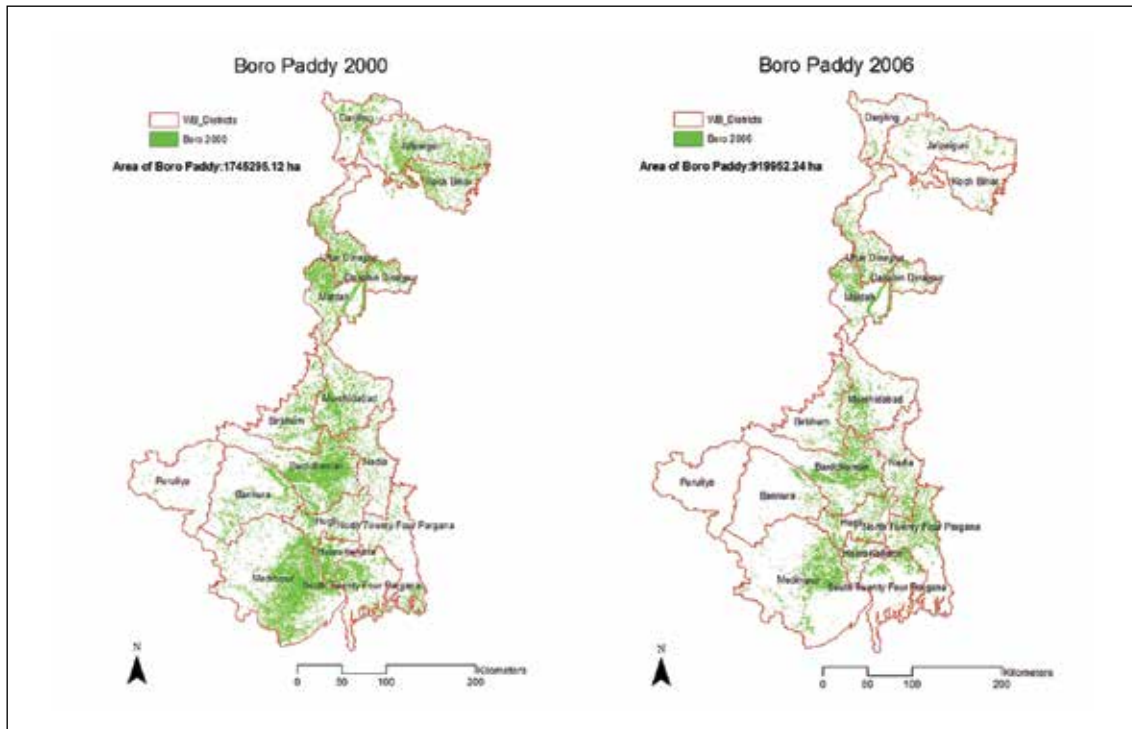 Boro Paddy 2000
WB_Districts
Boro 2000
Area of Boro Paddy:1745295.12 ha
Darjiling
Jalpaiguri
Koch Bihar
Uttar Dinajpur
Dakshin Dinajpur
Maldah
Murshidabad
Birbhum
Barddhaman
Nadia
Puruliya
Bankura
Hugli
North Twenty Four Pargana
Medinipur
South Twenty Four Pargana
N
Kilometers
0 50 100 200
Boro Paddy 2006
WB_Districts
Boro 2006
Area of Boro Paddy:919952.24 ha
Darjiling
Jalpaiguri
Koch Bihar
Uttar Dinajpur
Dakshin Dinajpur
Maldah
Murshidabad
Birbhum
Barddhaman
Nadia
Puruliya
Bankura
Hugli
North Twenty Four Pargana
Medinipur
South Twenty Four Pargana
N
Kilometers
0 50 100 200